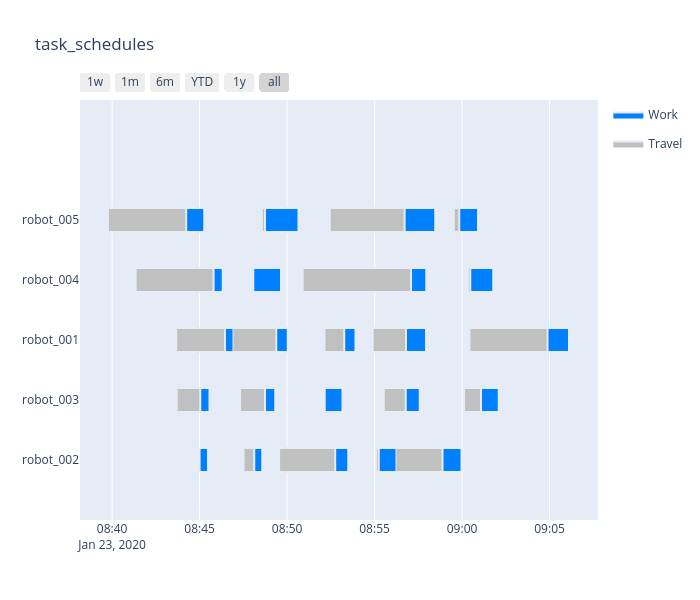 task_schedules
1w 1m 6m YTD 1y all
Work
Travel
robot_005
robot_004
robot_001
robot_003
robot_002
08:40 08:45 08:50 08:55 09:00 09:05
Jan 23, 2020